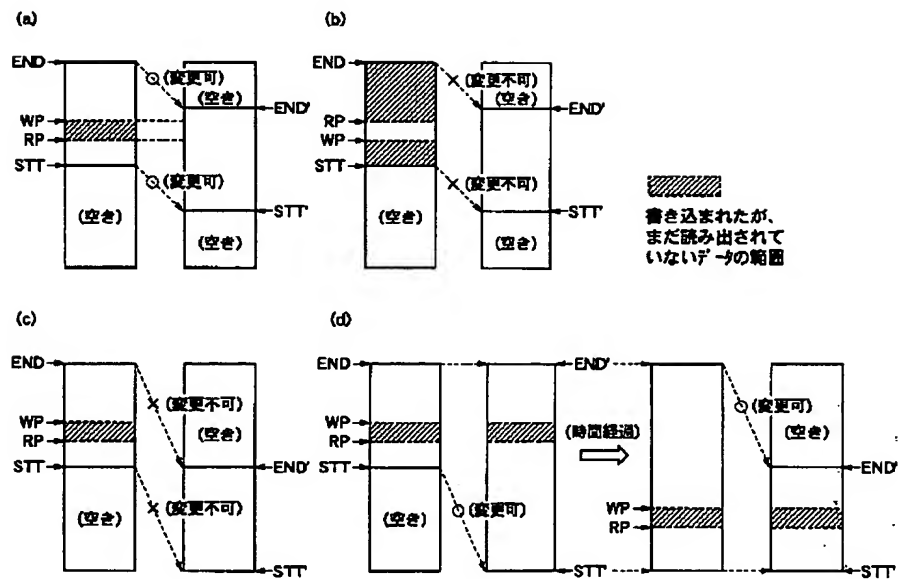 (a)
END
(変更可)
(空き)
END'
WP
RP
STT
(変更可)
(空き)
STT'
(空き)
(b)
END
(変更不可)
(空き)
END'
RP
WP
STT
(変更不可)
(空き)
STT'
(空き)
書き込まれたが、
まだ読み出されて
いないデータの範囲
(c)
END
(変更不可)
WP
RP
(空き)
STT
END'
(空き)
(変更不可)
STT'
(d)
END
END'
WP
RP
STT
(空き)
(変更可)
STT'
(時間経過)
(変更可)
(空き)
END'
WP
RP
STT'